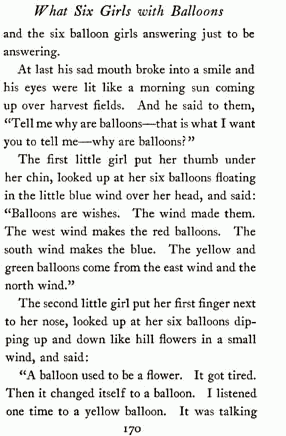 What Six Girls with Balloons
and the six balloon girls answering just to be
answering.
At last his sad mouth broke into a smile and
his eyes were lit like a morning sun coming
up over harvest fields. And he said to them,
“Tell me why are balloons—that is what I want
you to tell me—why are balloons?”
The first little girl put her thumb under
her chin, looked up at her six balloons floating
in the little blue wind over her head, and said:
“Balloons are wishes. The wind made them.
The west wind makes the red balloons. The
south wind makes the blue. The yellow and
green balloons come from the east wind and the
north wind.”
The second little girl put her first finger next
to her nose, looked up at her six balloons dip-
ping up and down like hill flowers in a small
wind, and said:
“A balloon used to be a flower. It got tired.
Then it changed itself to a balloon. I listened
one time to a yellow balloon. It was talking
170